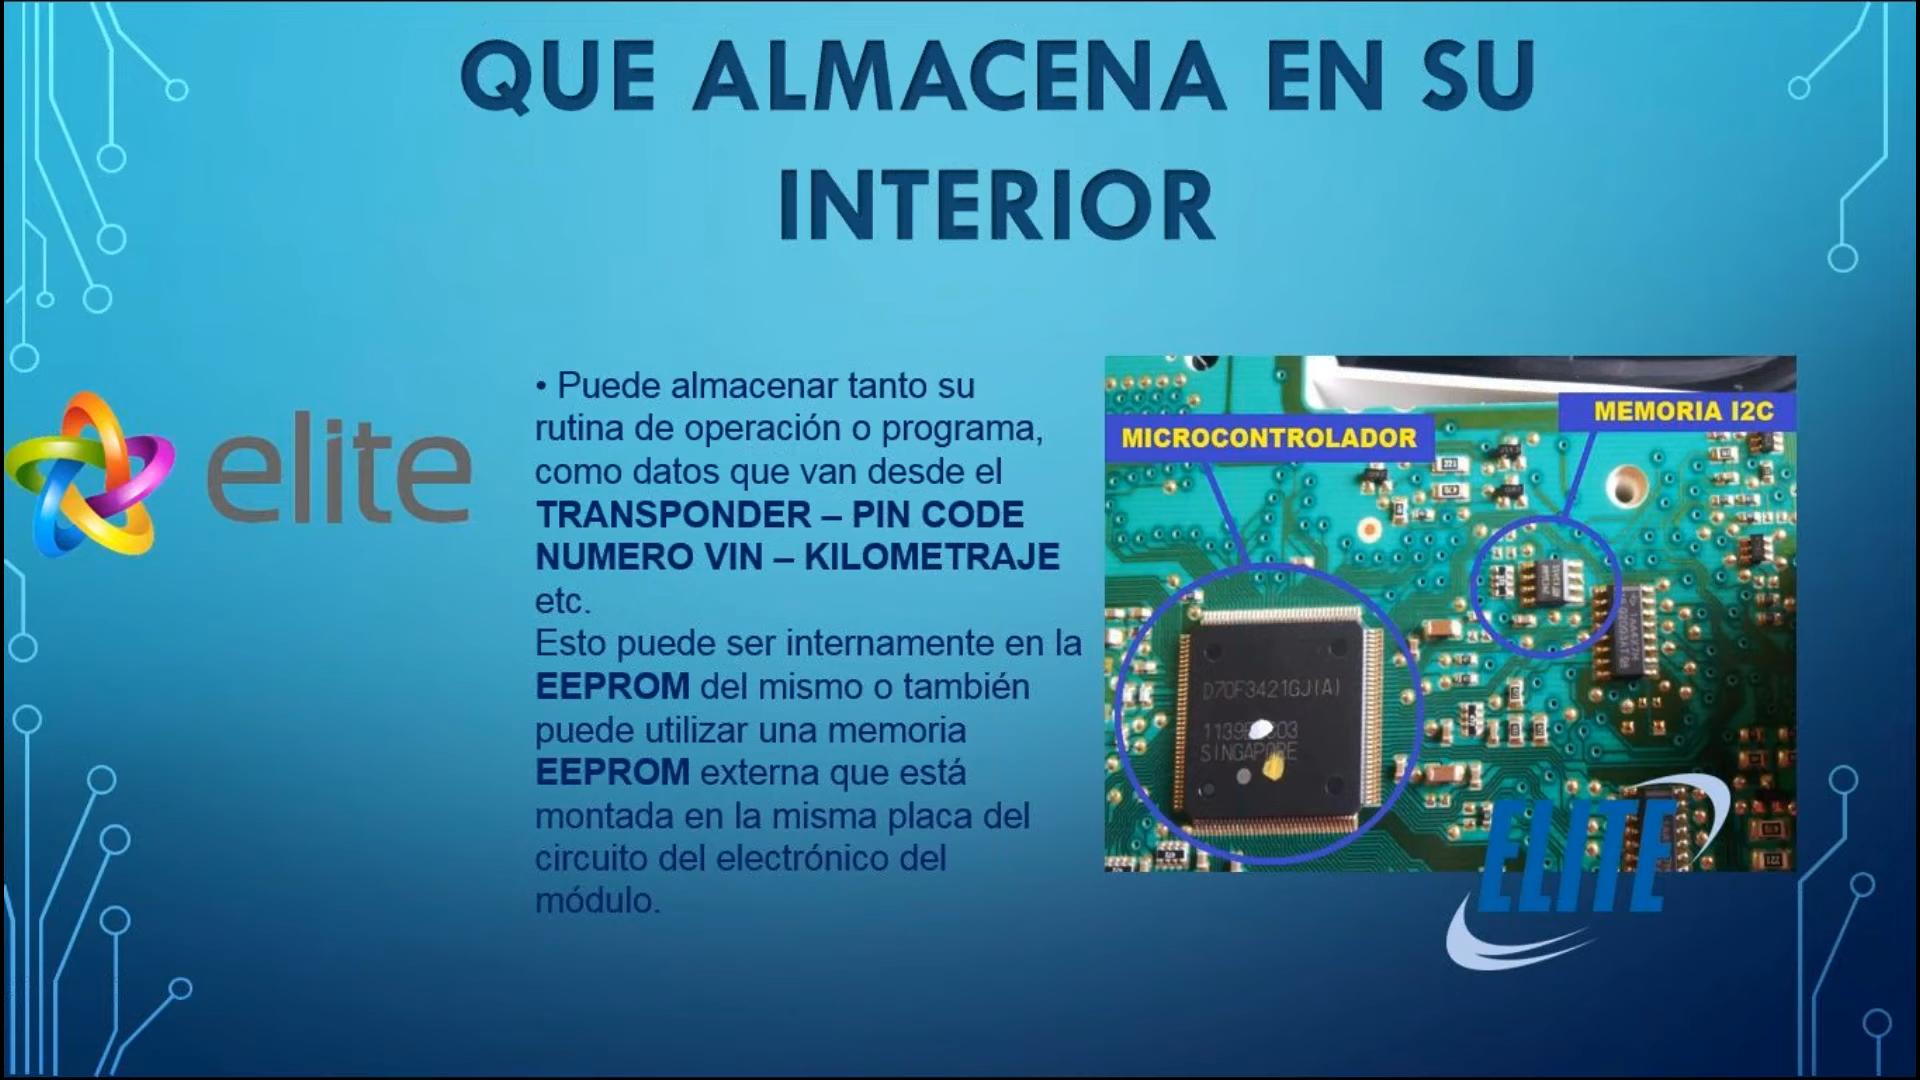 QUE ALMACENA EN SU
INTERIOR
elite
• Puede almacenar tanto su
rutina de operación o programa,
como datos que van desde el
TRANSPONDER – PIN CODE
NUMERO VIN – KILOMETRAJE
etc.
Esto puede ser internamente en la
EEPROM del mismo o también
puede utilizar una memoria
EEPROM externa que está
montada en la misma placa del
circuito del electrónico del
módulo.
MICROCONTROLADOR
MEMORIA I2C
D70F3421GJ(A)
SINGAPORE
221
221
ELITE